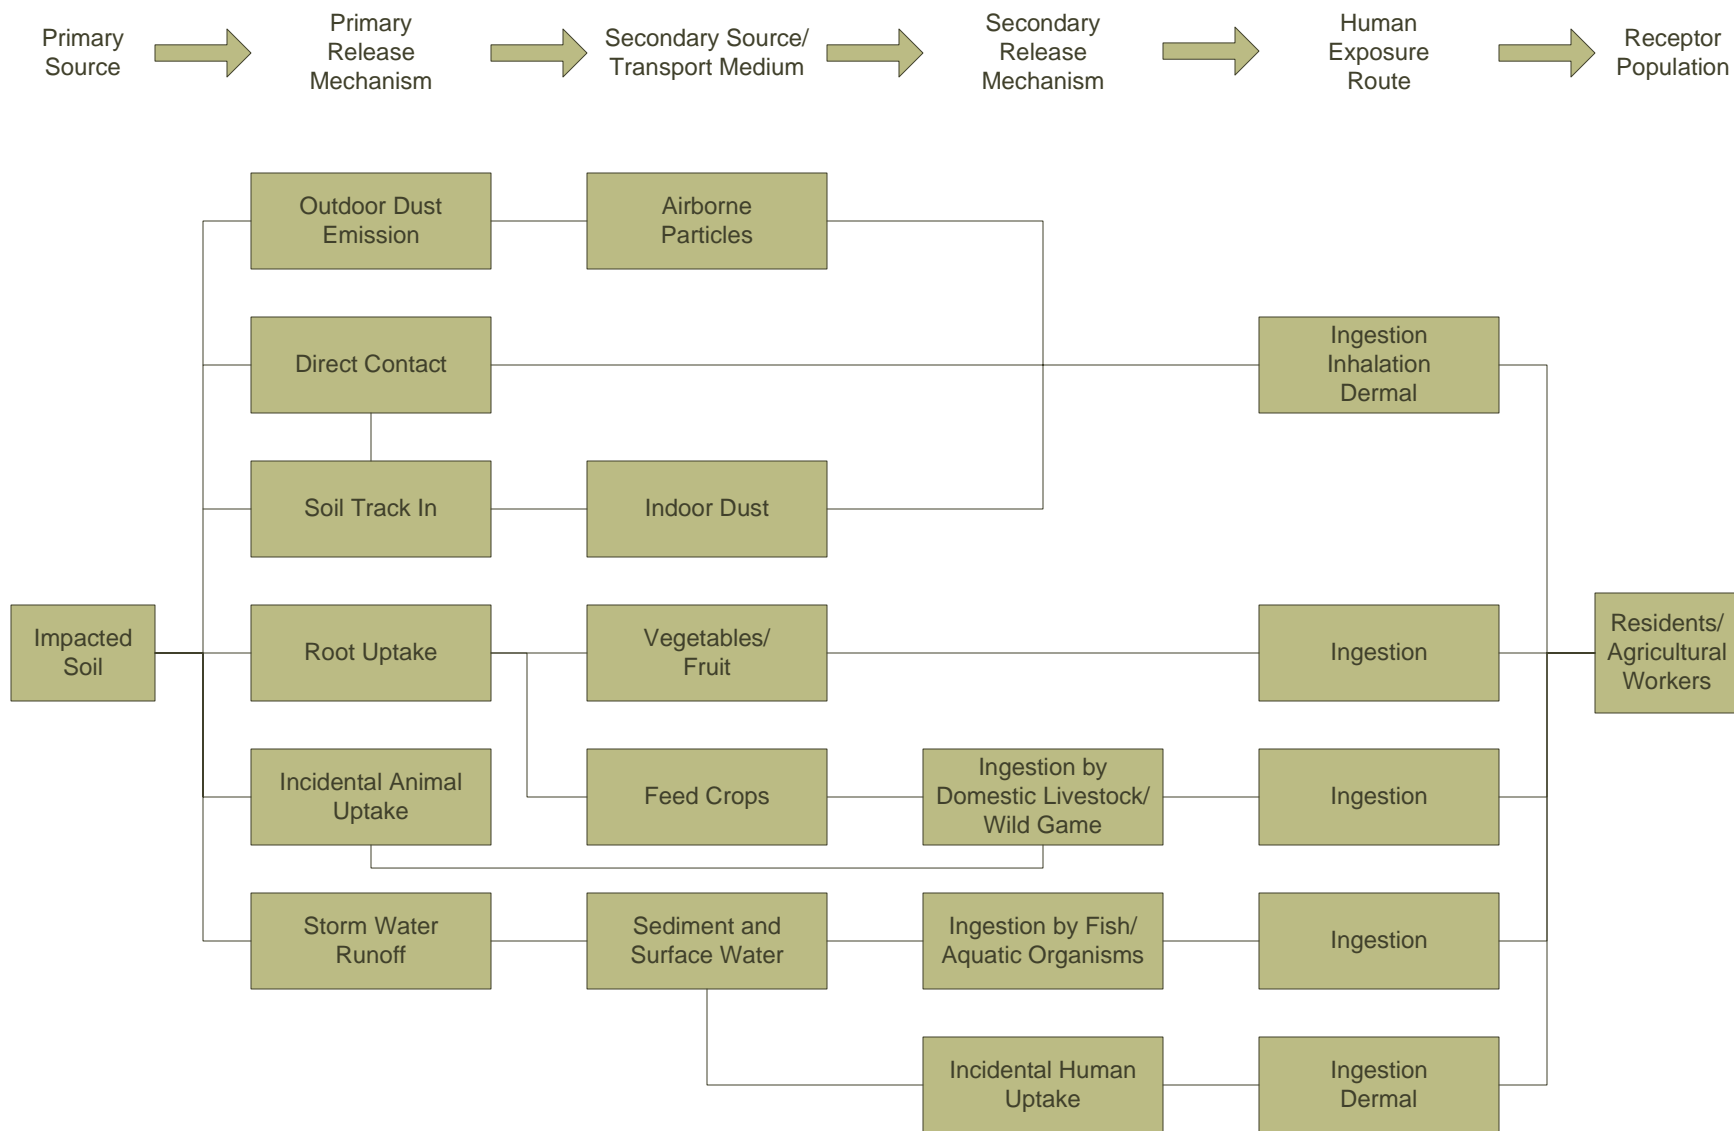 Primary
Source
Primary
Release
Mechanism
Secondary Source/
Transport Medium
Secondary
Release
Mechanism
Human
Exposure
Route
Receptor
Population
Outdoor Dust
Emission
Airborne
Particles
Direct Contact
Ingestion
Inhalation
Dermal
Soil Track In
Indoor Dust
Impacted
Soil
Root Uptake
Vegetables/
Fruit
Ingestion
Residents/
Agricultural
Workers
Incidental Animal
Uptake
Feed Crops
Ingestion by
Domestic Livestock/
Wild Game
Ingestion
Storm Water
Runoff
Sediment and
Surface Water
Ingestion by Fish/
Aquatic Organisms
Ingestion
Incidental Human
Uptake
Ingestion
Dermal